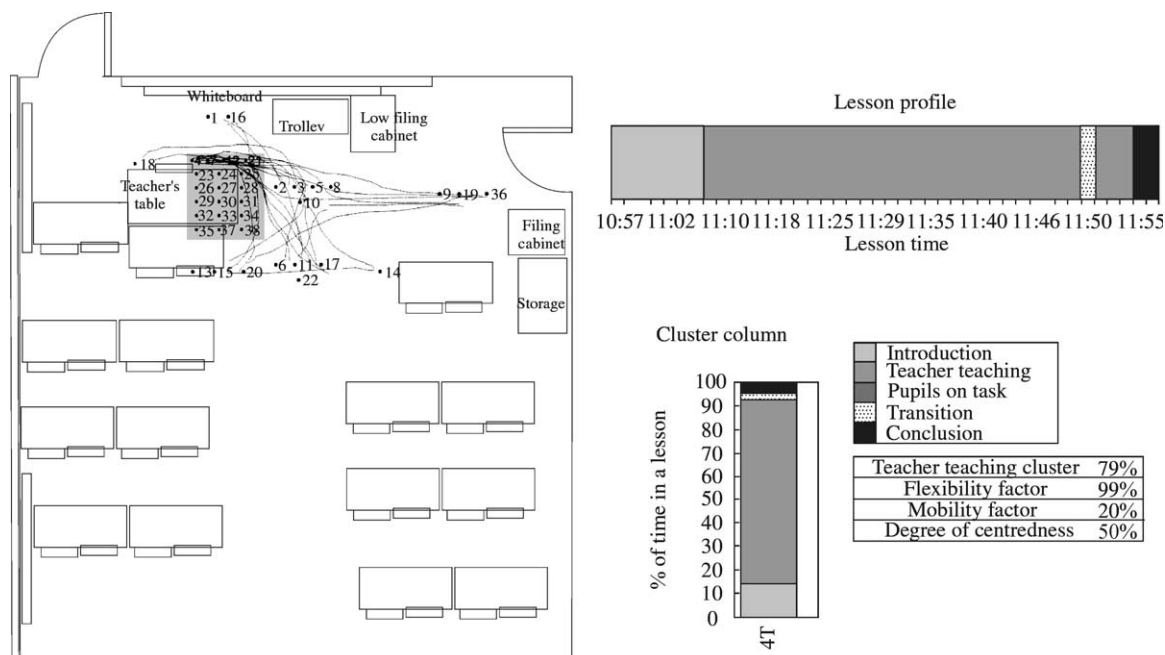 Whiteboard
•1 •16
Trollev
Low filing
cabinet
•18
Teacher's
table
•23 •24 •25
•26 •27 •28
•29 •30 •31
•32 •33 •34
•35 •37 •38
•2 •3 •5 •8
•10
•9 •19 •36
Filing
cabinet
•13 •15 •20
•6 •11 •17
•22
•14
Storage
Lesson profile
10:57 11:02 11:10 11:18 11:25 11:29 11:35 11:40 11:46 11:50 11:55
Lesson time
Cluster column
% of time in a lesson
100
90
80
70
60
50
40
30
20
10
0
4T
Introduction
Teacher teaching
Pupils on task
Transition
Conclusion
Teacher teaching cluster 79%
Flexibility factor 99%
Mobility factor 20%
Degree of centredness 50%